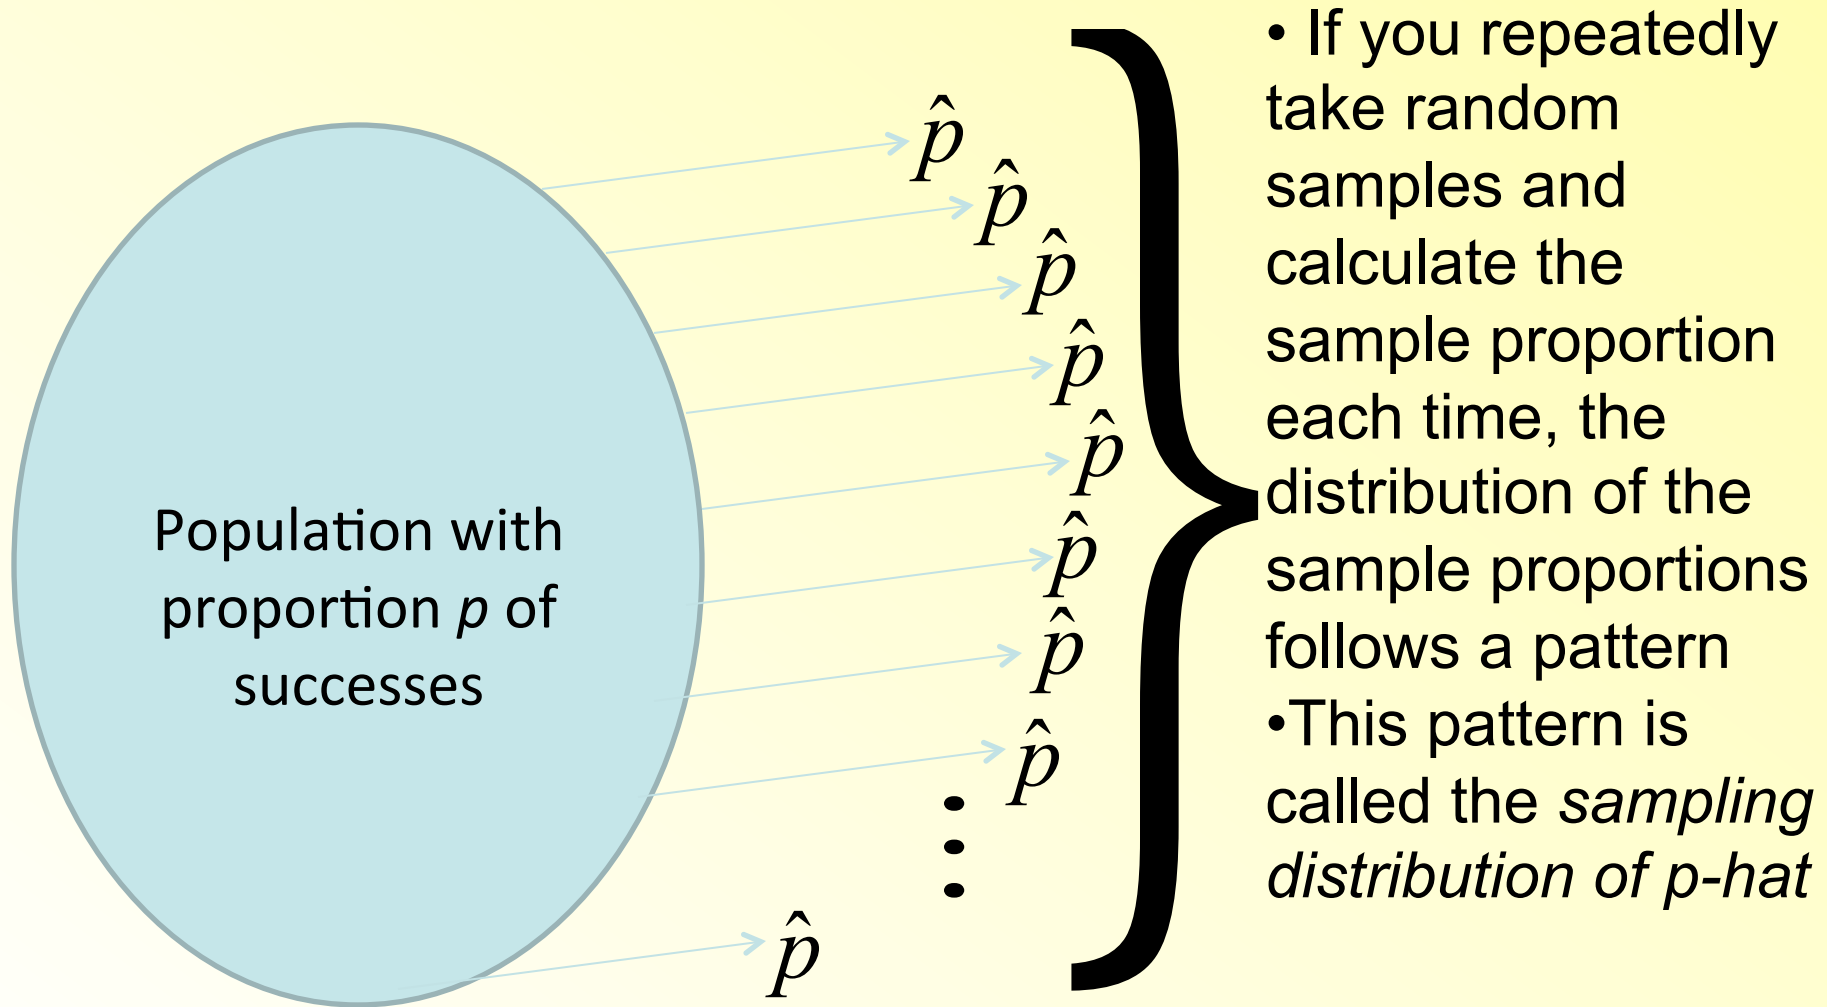 Population with
proportion p of
successes
p̂
p̂
p̂
p̂
p̂
p̂
p̂
p̂
p̂
• If you repeatedly
take random
samples and
calculate the
sample proportion
each time, the
distribution of the
sample proportions
follows a pattern
•This pattern is
called the sampling
distribution of p-hat